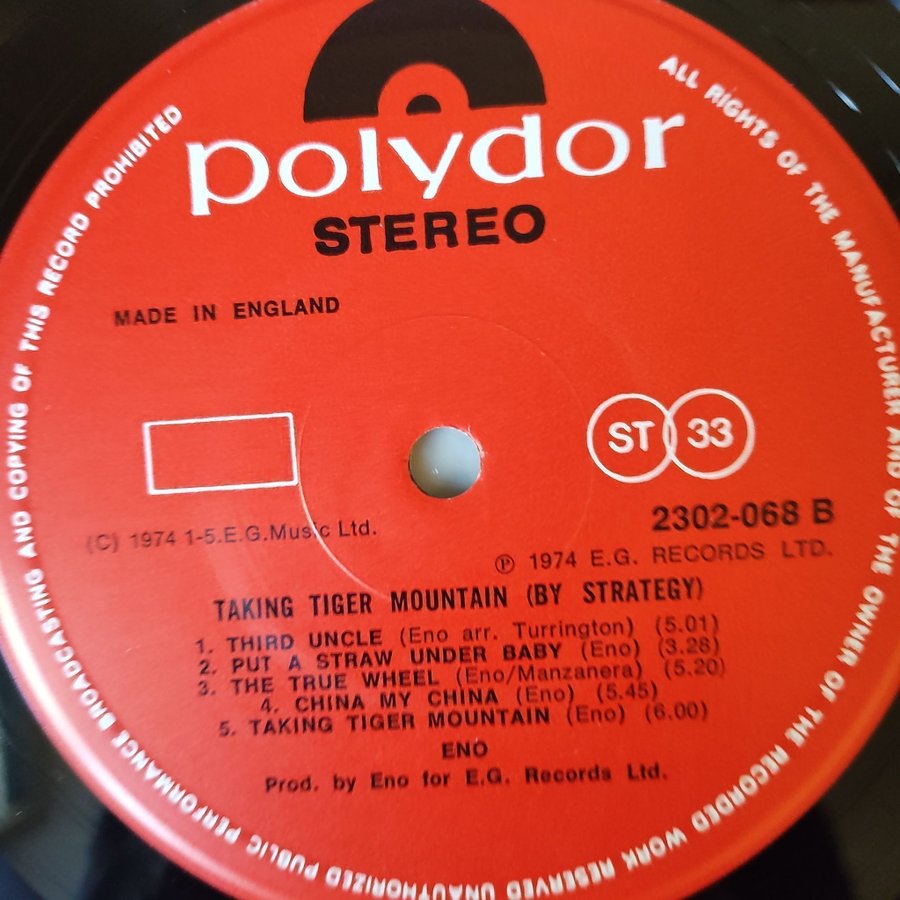 polydor
STEREO
MADE IN ENGLAND
ST 33
2302-068 B
(C) 1974 1-5.E.G.Music Ltd.
℗ 1974 E.G. RECORDS LTD.
TAKING TIGER MOUNTAIN (BY STRATEGY)
1. THIRD UNCLE (Eno arr. Turrington) (5.01)
2. PUT A STRAW UNDER BABY (Eno) (3.28)
3. THE TRUE WHEEL (Eno/Manzanera) (5.20)
4. CHINA MY CHINA (Eno) (5.45)
5. TAKING TIGER MOUNTAIN (Eno) (6.00)
ENO
Prod. by Eno for E.G. Records Ltd.
ALL RIGHTS OF THE MANUFACTURER AND OF THE OWNER OF THE RECORDED WORK RESERVED UNAUTHORIZED PUBLIC PERFORMANCE BROADCASTING AND COPYING OF THIS RECORD PROHIBITED